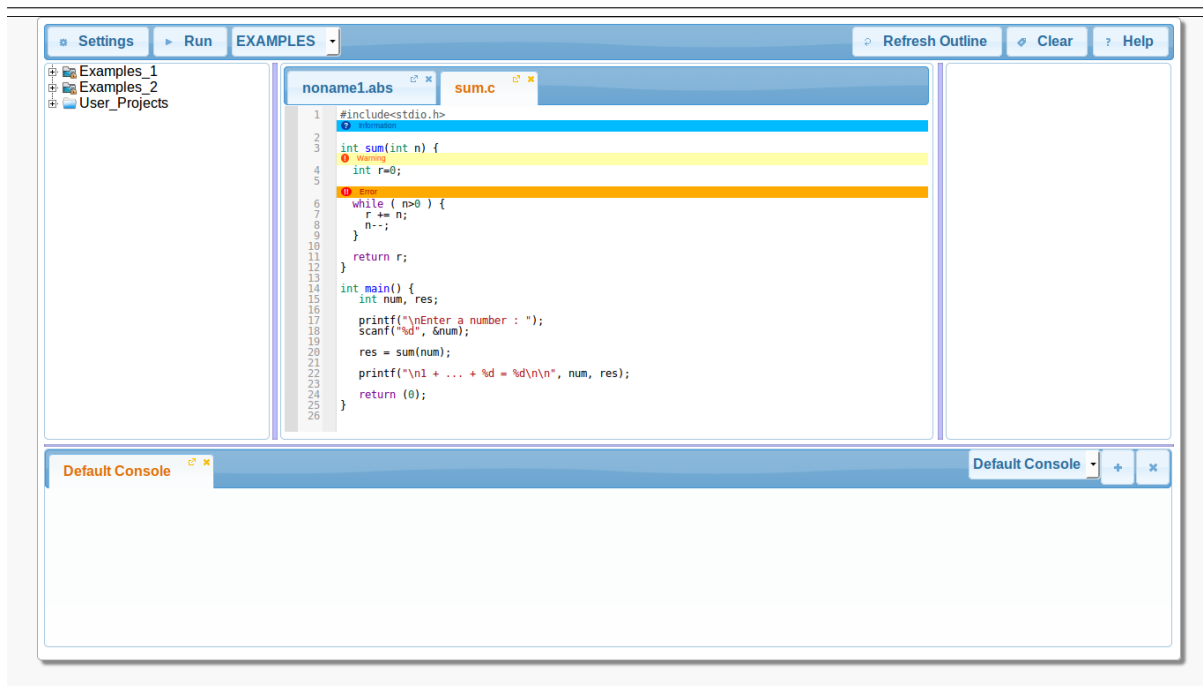 Settings Run EXAMPLES Refresh Outline Clear ? Help
Examples_1
Examples_2
User_Projects
noname1.abs sum.c
1 #include<stdio.h>
? Information
2
3 int sum(int n) {
! Warning
4   int r=0;
5
!! Error
6   while ( n>0 ) {
7     r += n;
8     n--;
9   }
10
11   return r;
12 }
13
14 int main() {
15    int num, res;
16
17    printf("\nEnter a number : ");
18    scanf("%d", &num);
19
20    res = sum(num);
21
22    printf("\n1 + ... + %d = %d\n\n", num, res);
23
24    return (0);
25 }
26
Default Console Default Console